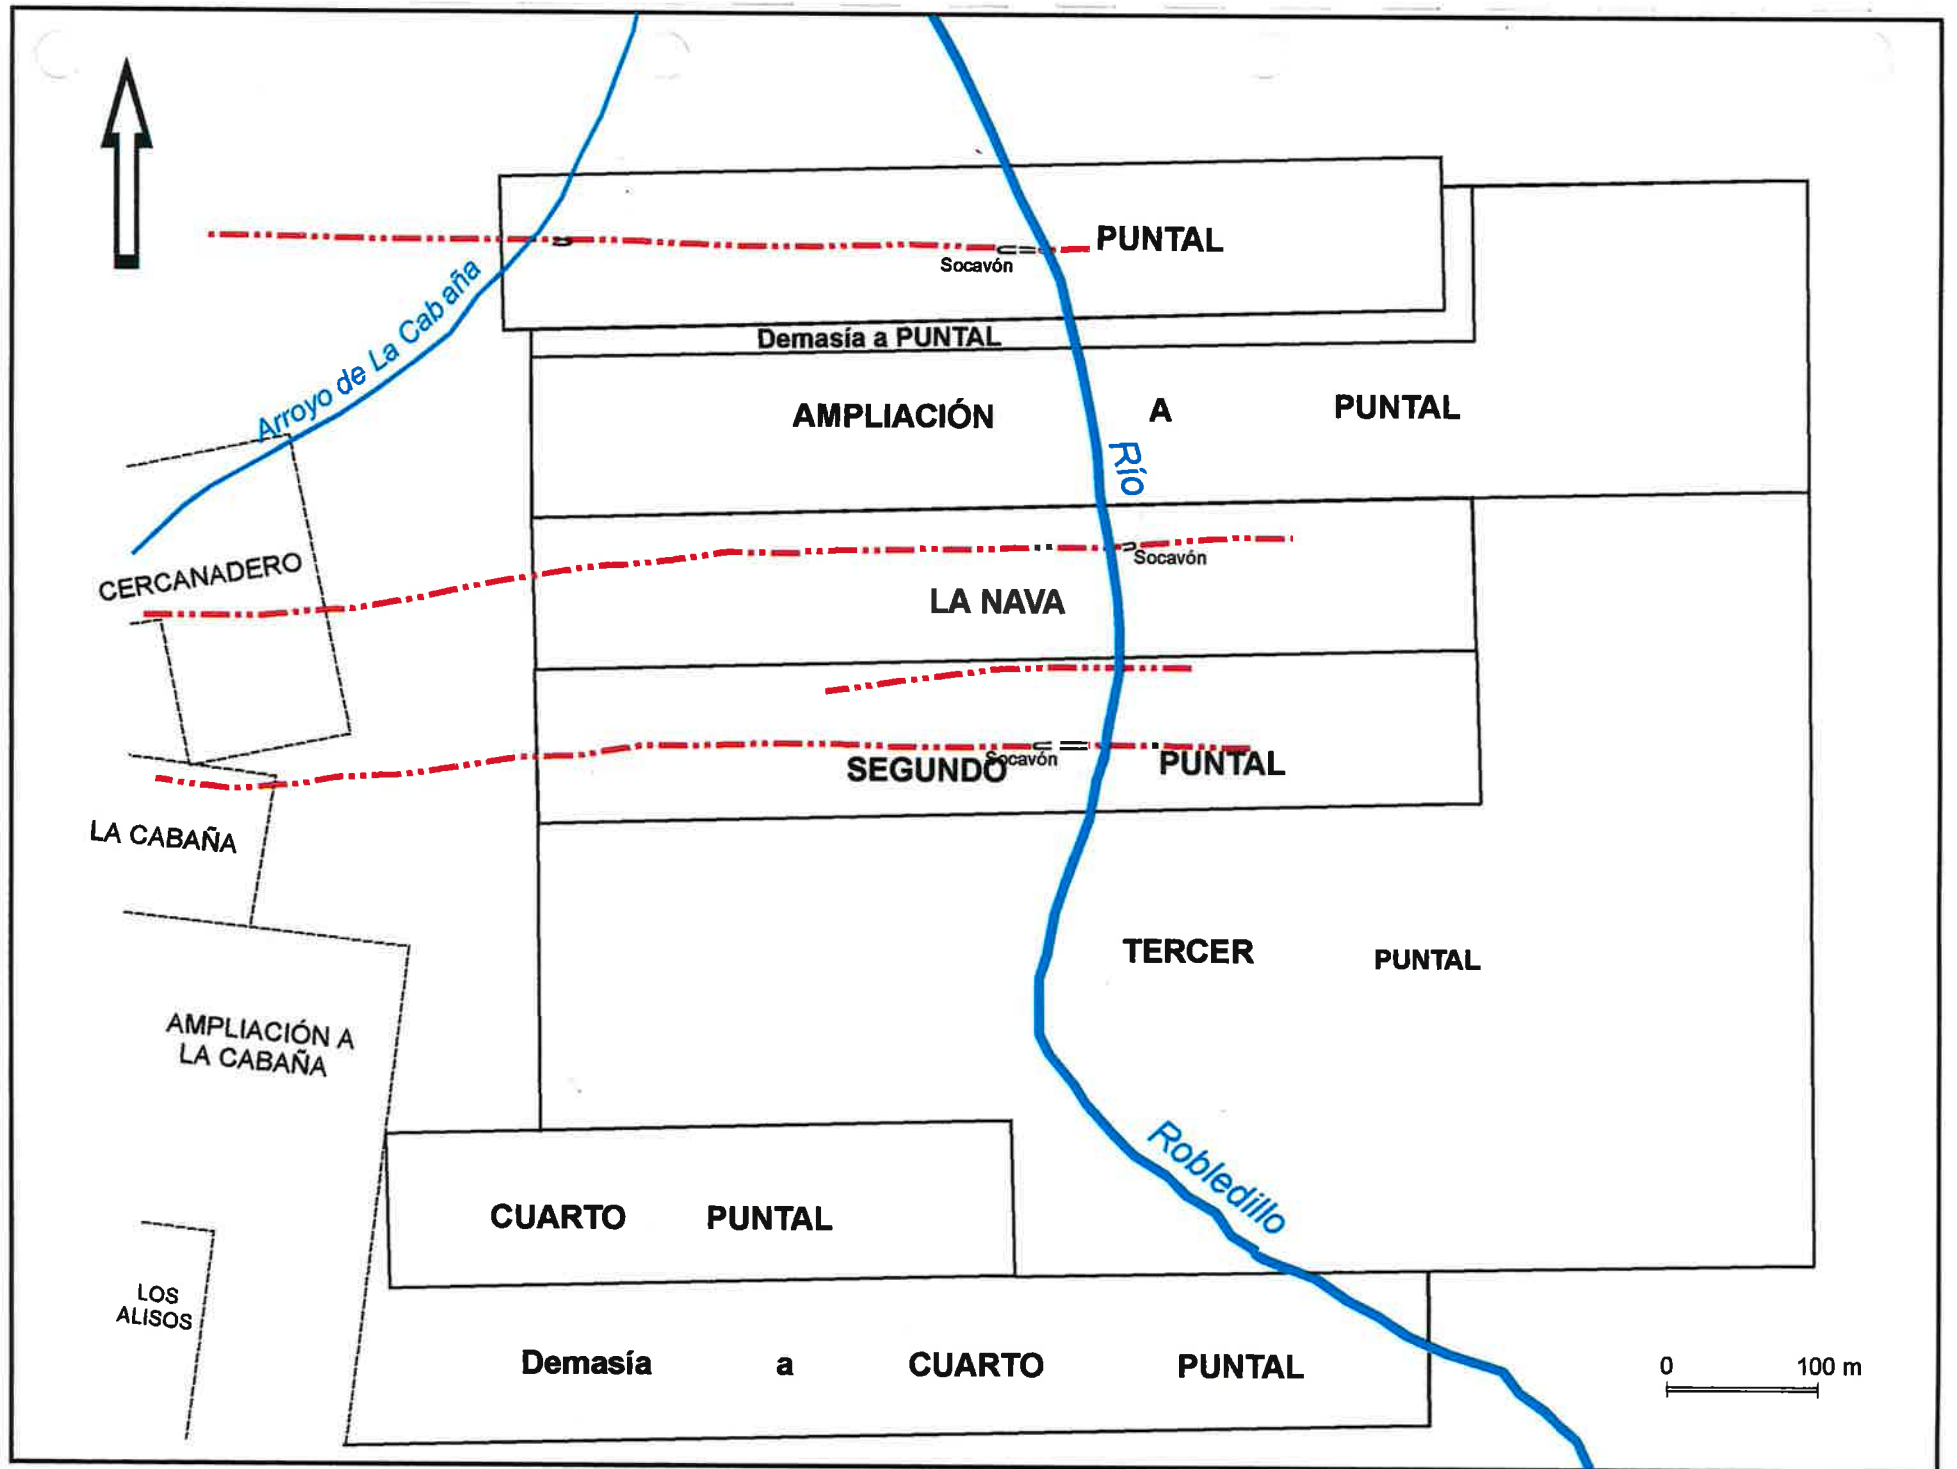 PUNTAL
Socavón
Arroyo de La Cabaña
Demasía a PUNTAL
AMPLIACIÓN A PUNTAL
Río
Socavón
CERCANADERO
LA NAVA
Socavón
SEGUNDO PUNTAL
LA CABAÑA
TERCER PUNTAL
AMPLIACIÓN A
LA CABAÑA
Robledillo
CUARTO PUNTAL
LOS
ALISOS
Demasía a CUARTO PUNTAL
0 100 m